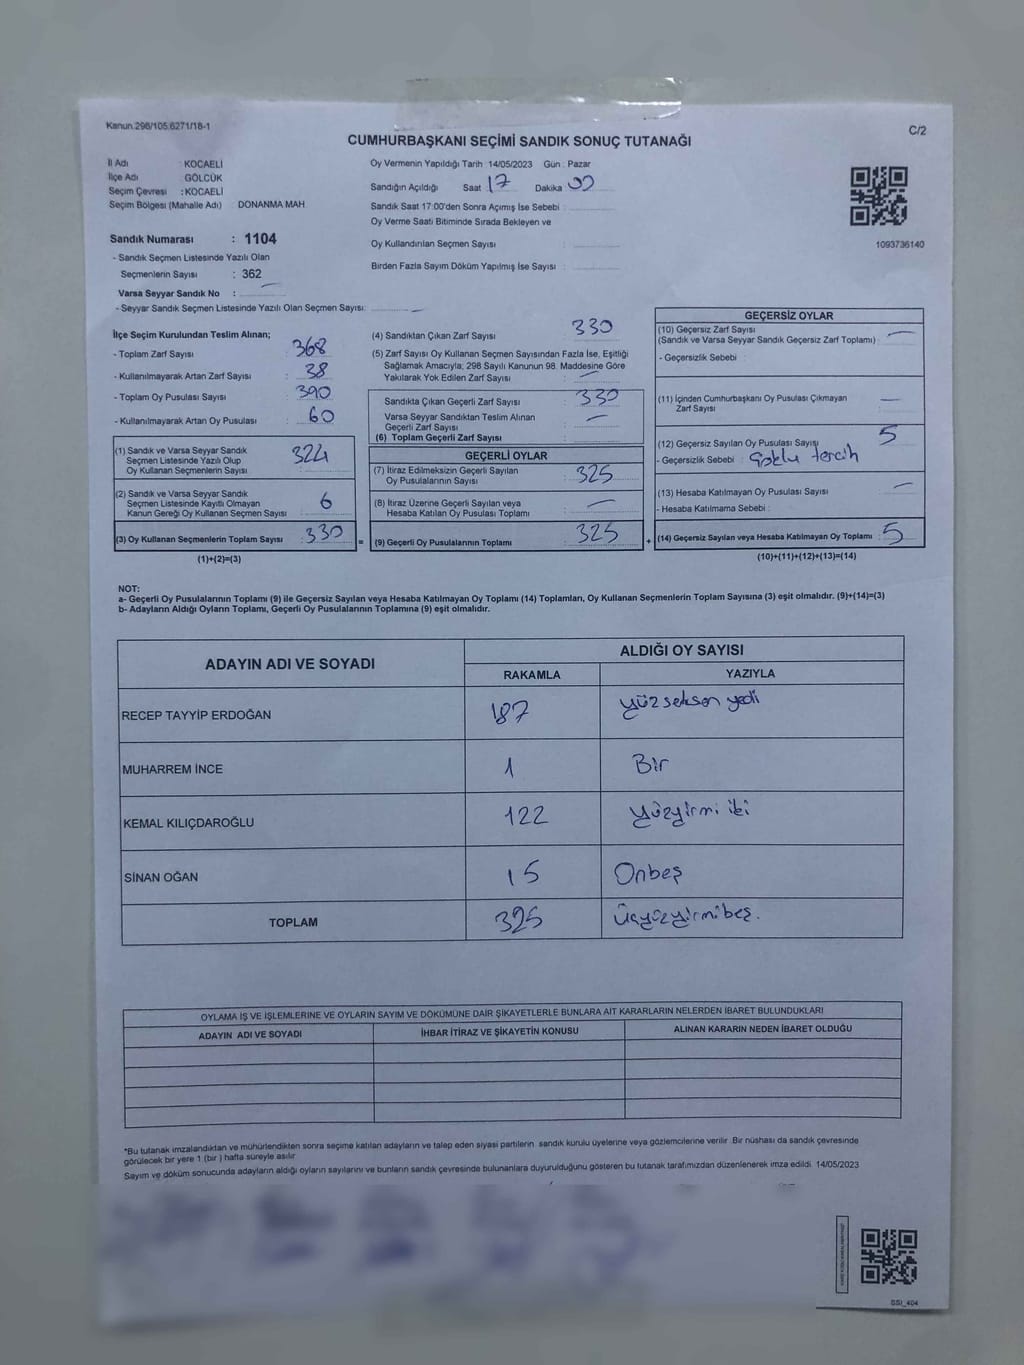 Kanun.298/105.6271/18-1
C/2
CUMHURBAŞKANI SEÇİMİ SANDIK SONUÇ TUTANAĞI
İl Adı : KOCAELİ
İlçe Adı : GÖLCÜK
Seçim Çevresi : KOCAELİ
Seçim Bölgesi (Mahalle Adı) DONANMA MAH
Sandık Numarası : 1104
- Sandık Seçmen Listesinde Yazılı Olan
Seçmenlerin Sayısı : 362
Varsa Seyyar Sandık No :
- Seyyar Sandık Seçmen Listesinde Yazılı Olan Seçmen Sayısı:
Oy Vermenin Yapıldığı Tarih :14/05/2023 Gün : Pazar
Sandığın Açıldığı Saat : 17 Dakika 00
Sandık Saat 17:00'den Sonra Açmış İse Sebebi :
Oy Verme Saati Bitiminde Sırada Bekleyen ve
Oy Kullandırılan Seçmen Sayısı :
Birden Fazla Sayım Döküm Yapılmış İse Sayısı :
1093736140
İlçe Seçim Kurulundan Teslim Alınan;
- Toplam Zarf Sayısı : 368
- Kullanılmayarak Artan Zarf Sayısı : 38
- Toplam Oy Pusulası Sayısı : 390
- Kullanılmayarak Artan Oy Pusulası : 60
(1) Sandık ve Varsa Seyyar Sandık
Seçmen Listesinde Yazılı Olup
Oy Kullanan Seçmenlerin Sayısı : 324
(2) Sandık ve Varsa Seyyar Sandık
Seçmen Listesinde Kayıtlı Olmayan
Kanun Gereği Oy Kullanan Seçmen Sayısı : 6
(3) Oy Kullanan Seçmenlerin Toplam Sayısı : 330
(1)+(2)=(3)
(4) Sandıktan Çıkan Zarf Sayısı : 330
(5) Zarf Sayısı Oy Kullanan Seçmen Sayısından Fazla İse, Eşitliği
Sağlamak Amacıyla; 298 Sayılı Kanunun 98. Maddesine Göre
Yakılarak Yok Edilen Zarf Sayısı :
Sandıkta Çıkan Geçerli Zarf Sayısı : 330
Varsa Seyyar Sandıktan Teslim Alınan
Geçerli Zarf Sayısı :
(6) Toplam Geçerli Zarf Sayısı :
GEÇERLİ OYLAR
(7) İtiraz Edilmeksizin Geçerli Sayılan
Oy Pusulalarının Sayısı : 325
(8) İtiraz Üzerine Geçerli Sayılan veya
Hesaba Katılan Oy Pusulası Toplamı :
= (9) Geçerli Oy Pusulalarının Toplamı : 325
GEÇERSİZ OYLAR
(10) Geçersiz Zarf Sayısı
(Sandık ve Varsa Seyyar Sandık Geçersiz Zarf Toplamı) :
- Geçersizlik Sebebi :
(11) İçinden Cumhurbaşkanı Oy Pusulası Çıkmayan
Zarf Sayısı :
(12) Geçersiz Sayılan Oy Pusulası Sayısı : 5
- Geçersizlik Sebebi : Çoklu tercih
(13) Hesaba Katılmayan Oy Pusulası Sayısı :
- Hesaba Katılmama Sebebi :
+ (14) Geçersiz Sayılan veya Hesaba Katılmayan Oy Toplamı : 5
(10)+(11)+(12)+(13)=(14)
NOT:
a- Geçerli Oy Pusulalarının Toplamı (9) ile Geçersiz Sayılan veya Hesaba Katılmayan Oy Toplamı (14) Toplamları, Oy Kullanan Seçmenlerin Toplam Sayısına (3) eşit olmalıdır. (9)+(14)=(3)
b- Adayların Aldığı Oyların Toplamı, Geçerli Oy Pusulalarının Toplamına (9) eşit olmalıdır.
ADAYIN ADI VE SOYADI
ALDIĞI OY SAYISI
RAKAMLA YAZIYLA
RECEP TAYYİP ERDOĞAN 187 yüz seksen yedi
MUHARREM İNCE 1 Bir
KEMAL KILIÇDAROĞLU 122 yüzyirmi iki
SİNAN OĞAN 15 Onbeş
TOPLAM 325 Üçyüzyirmibeş.
OYLAMA İŞ VE İŞLEMLERİNE VE OYLARIN SAYIM VE DÖKÜMÜNE DAİR ŞİKAYETLERLE BUNLARA AİT KARARLARIN NELERDEN İBARET BULUNDUKLARI
ADAYIN ADI VE SOYADI İHBAR İTİRAZ VE ŞİKAYETİN KONUSU ALINAN KARARIN NEDEN İBARET OLDUĞU
*Bu tutanak imzalandıktan ve mühürlendikten sonra seçime katılan adayların ve talep eden siyasi partilerin sandık kurulu üyelerine veya gözlemcilerine verilir. Bir nüshası da sandık çevresinde
görülecek bir yere 1 (bir ) hafta süreyle asılır
Sayım ve döküm sonucunda adayların aldığı oyların sayılarını ve bunların sandık çevresinde bulunanlara duyurulduğunu gösteren bu tutanak tarafımızdan düzenlenerek imza edildi. 14/05/2023
SSI_404